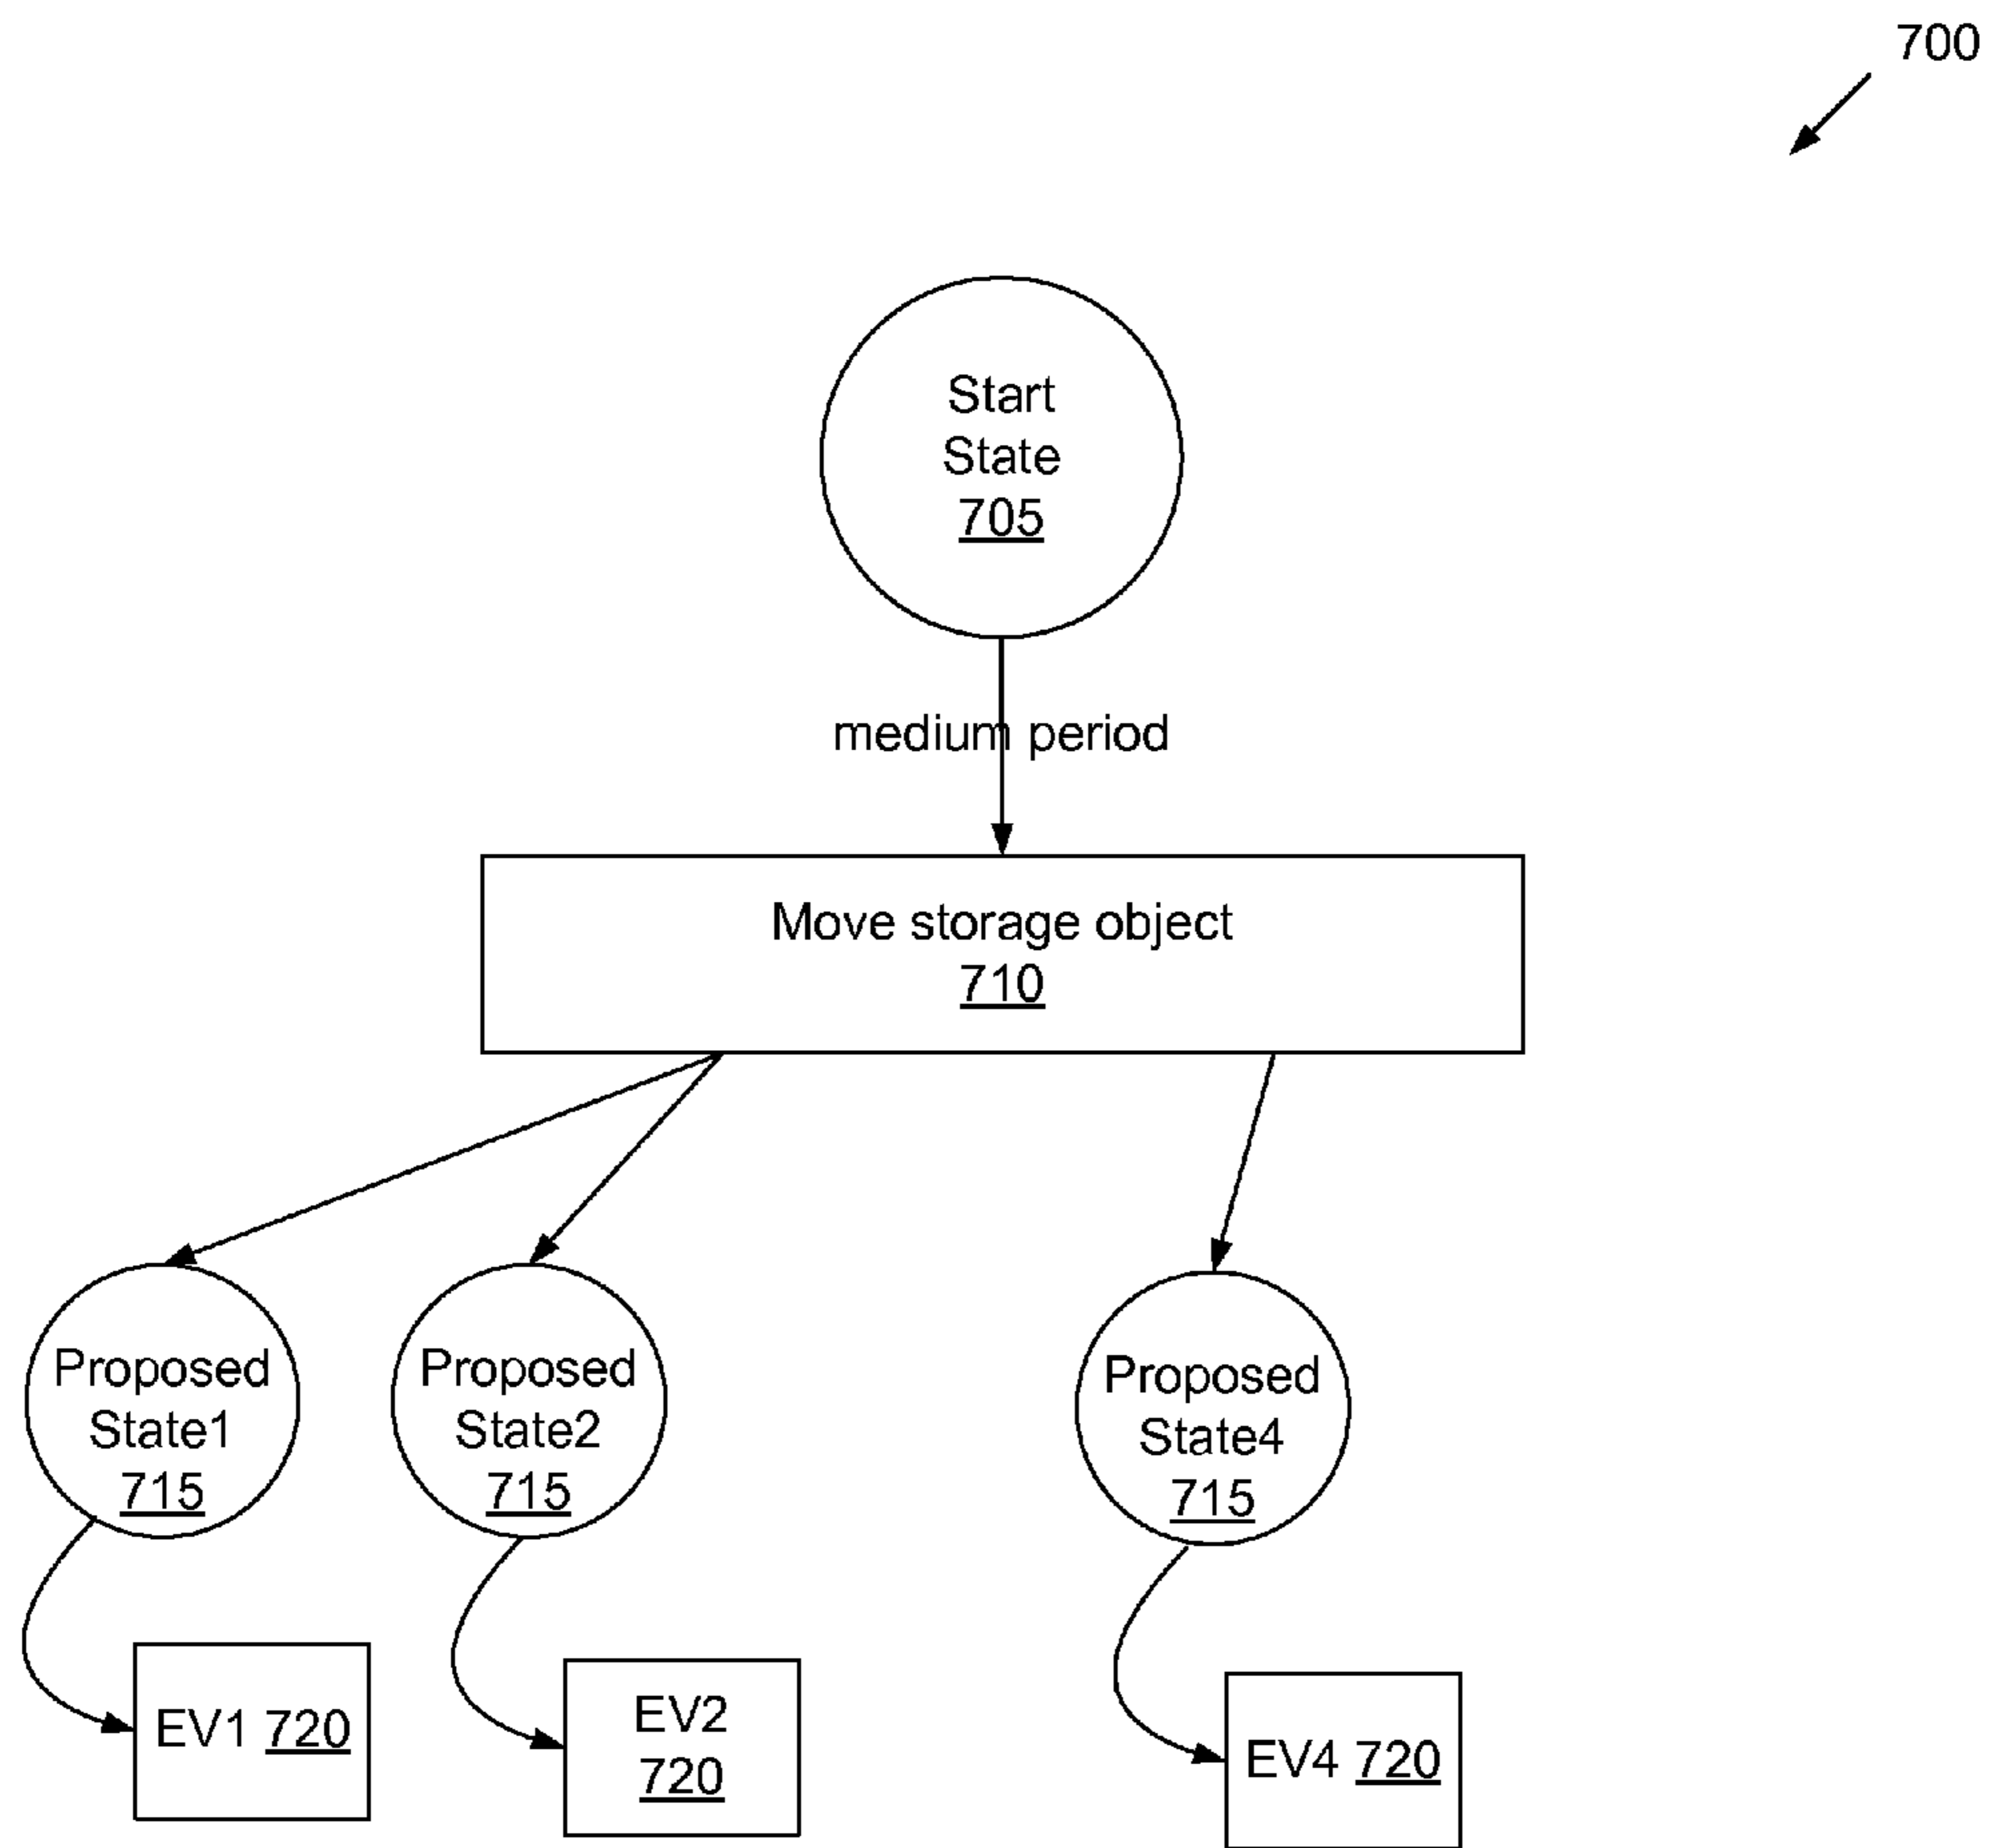 700
Start
State
705
medium period
Move storage object
710
Proposed
State1
715
Proposed
State2
715
Proposed
State4
715
EV1 720
EV2
720
EV4 720